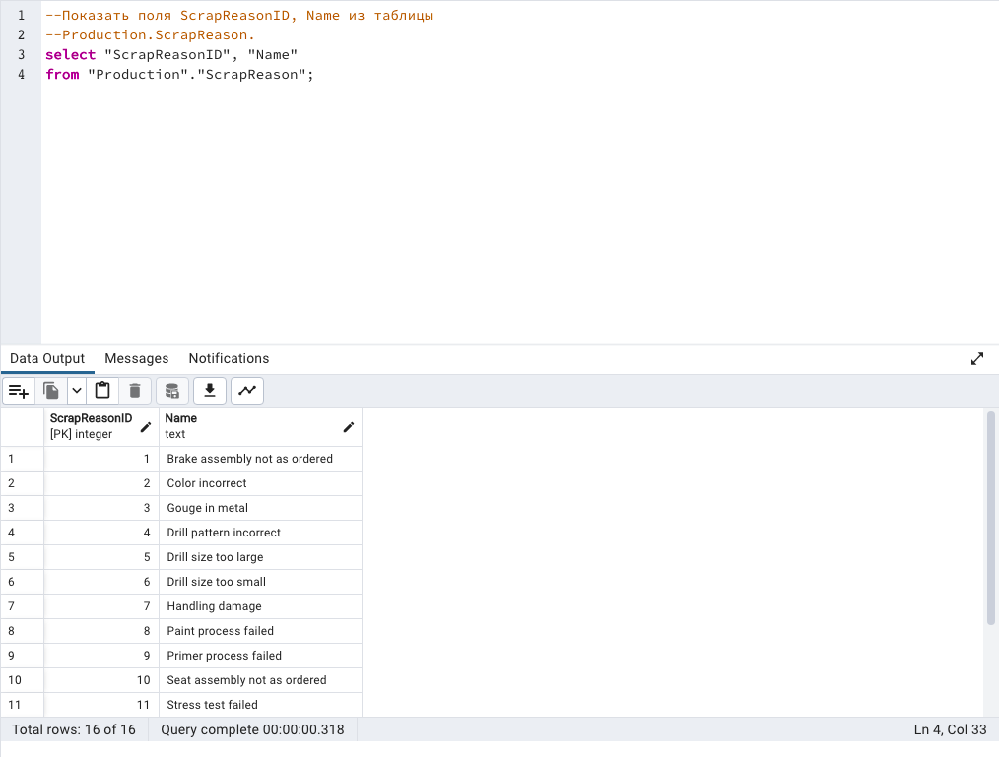 1 --Показать поля ScrapReasonID, Name из таблицы
2 --Production.ScrapReason.
3 select "ScrapReasonID", "Name"
4 from "Production"."ScrapReason";
Data Output Messages Notifications
ScrapReasonID Name
[PK] integer text
1 1 Brake assembly not as ordered
2 2 Color incorrect
3 3 Gouge in metal
4 4 Drill pattern incorrect
5 5 Drill size too large
6 6 Drill size too small
7 7 Handling damage
8 8 Paint process failed
9 9 Primer process failed
10 10 Seat assembly not as ordered
11 11 Stress test failed
Total rows: 16 of 16 Query complete 00:00:00.318 Ln 4, Col 33